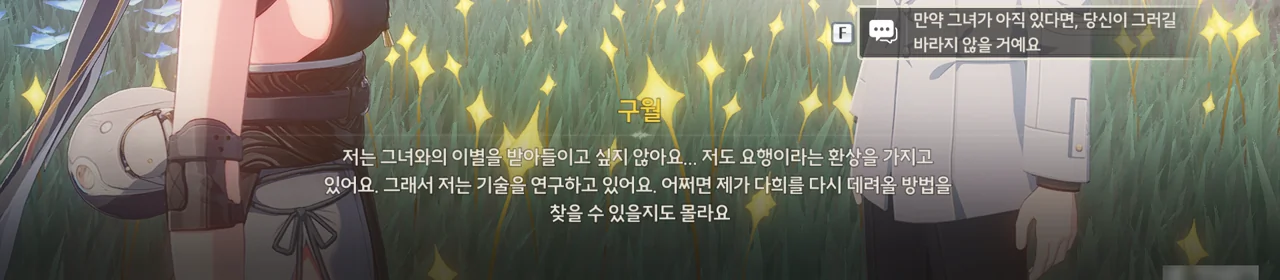 F
만약 그녀가 아직 있다면, 당신이 그러길
바라지 않을 거예요
구월
저는 그녀와의 이별을 받아들이고 싶지 않아요... 저도 요행이라는 환상을 가지고
있어요. 그래서 저는 기술을 연구하고 있어요. 어쩌면 제가 다희를 다시 데려올 방법을
찾을 수 있을지도 몰라요